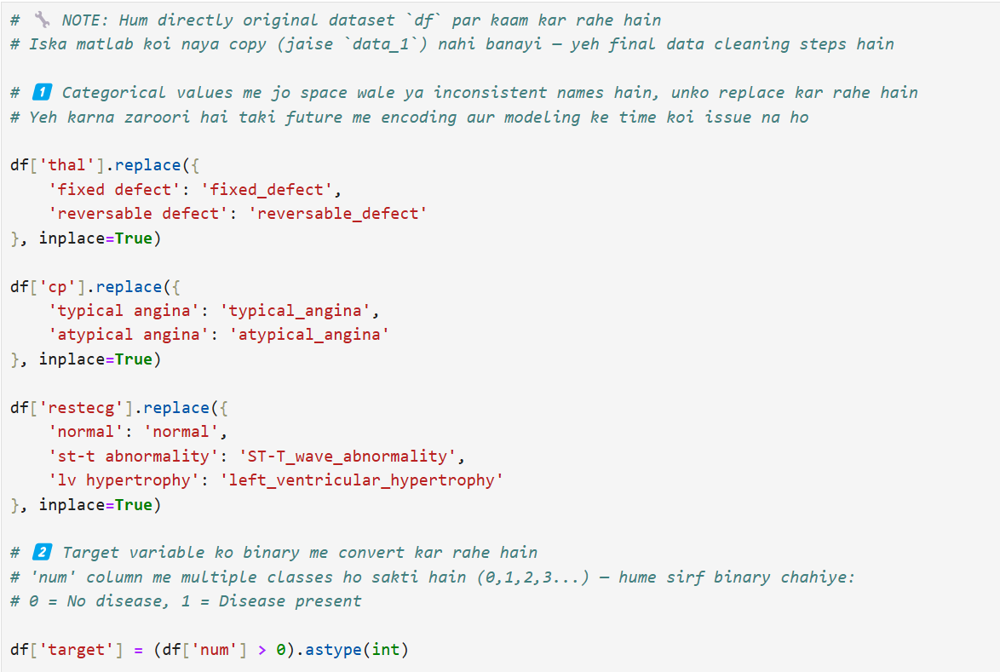 # 🔧 NOTE: Hum directly original dataset `df` par kaam kar rahe hain
# Iska matlab koi naya copy (jaise `data_1`) nahi banayi — yeh final data cleaning steps hain
# 1️⃣ Categorical values me jo space wale ya inconsistent names hain, unko replace kar rahe hain
# Yeh karna zaroori hai taki future me encoding aur modeling ke time koi issue na ho
df['thal'].replace({
    'fixed defect': 'fixed_defect',
    'reversable defect': 'reversable_defect'
}, inplace=True)
df['cp'].replace({
    'typical angina': 'typical_angina',
    'atypical angina': 'atypical_angina'
}, inplace=True)
df['restecg'].replace({
    'normal': 'normal',
    'st-t abnormality': 'ST-T_wave_abnormality',
    'lv hypertrophy': 'left_ventricular_hypertrophy'
}, inplace=True)
# 2️⃣ Target variable ko binary me convert kar rahe hain
# 'num' column me multiple classes ho sakti hain (0,1,2,3...) — hume sirf binary chahiye:
# 0 = No disease, 1 = Disease present
df['target'] = (df['num'] > 0).astype(int)